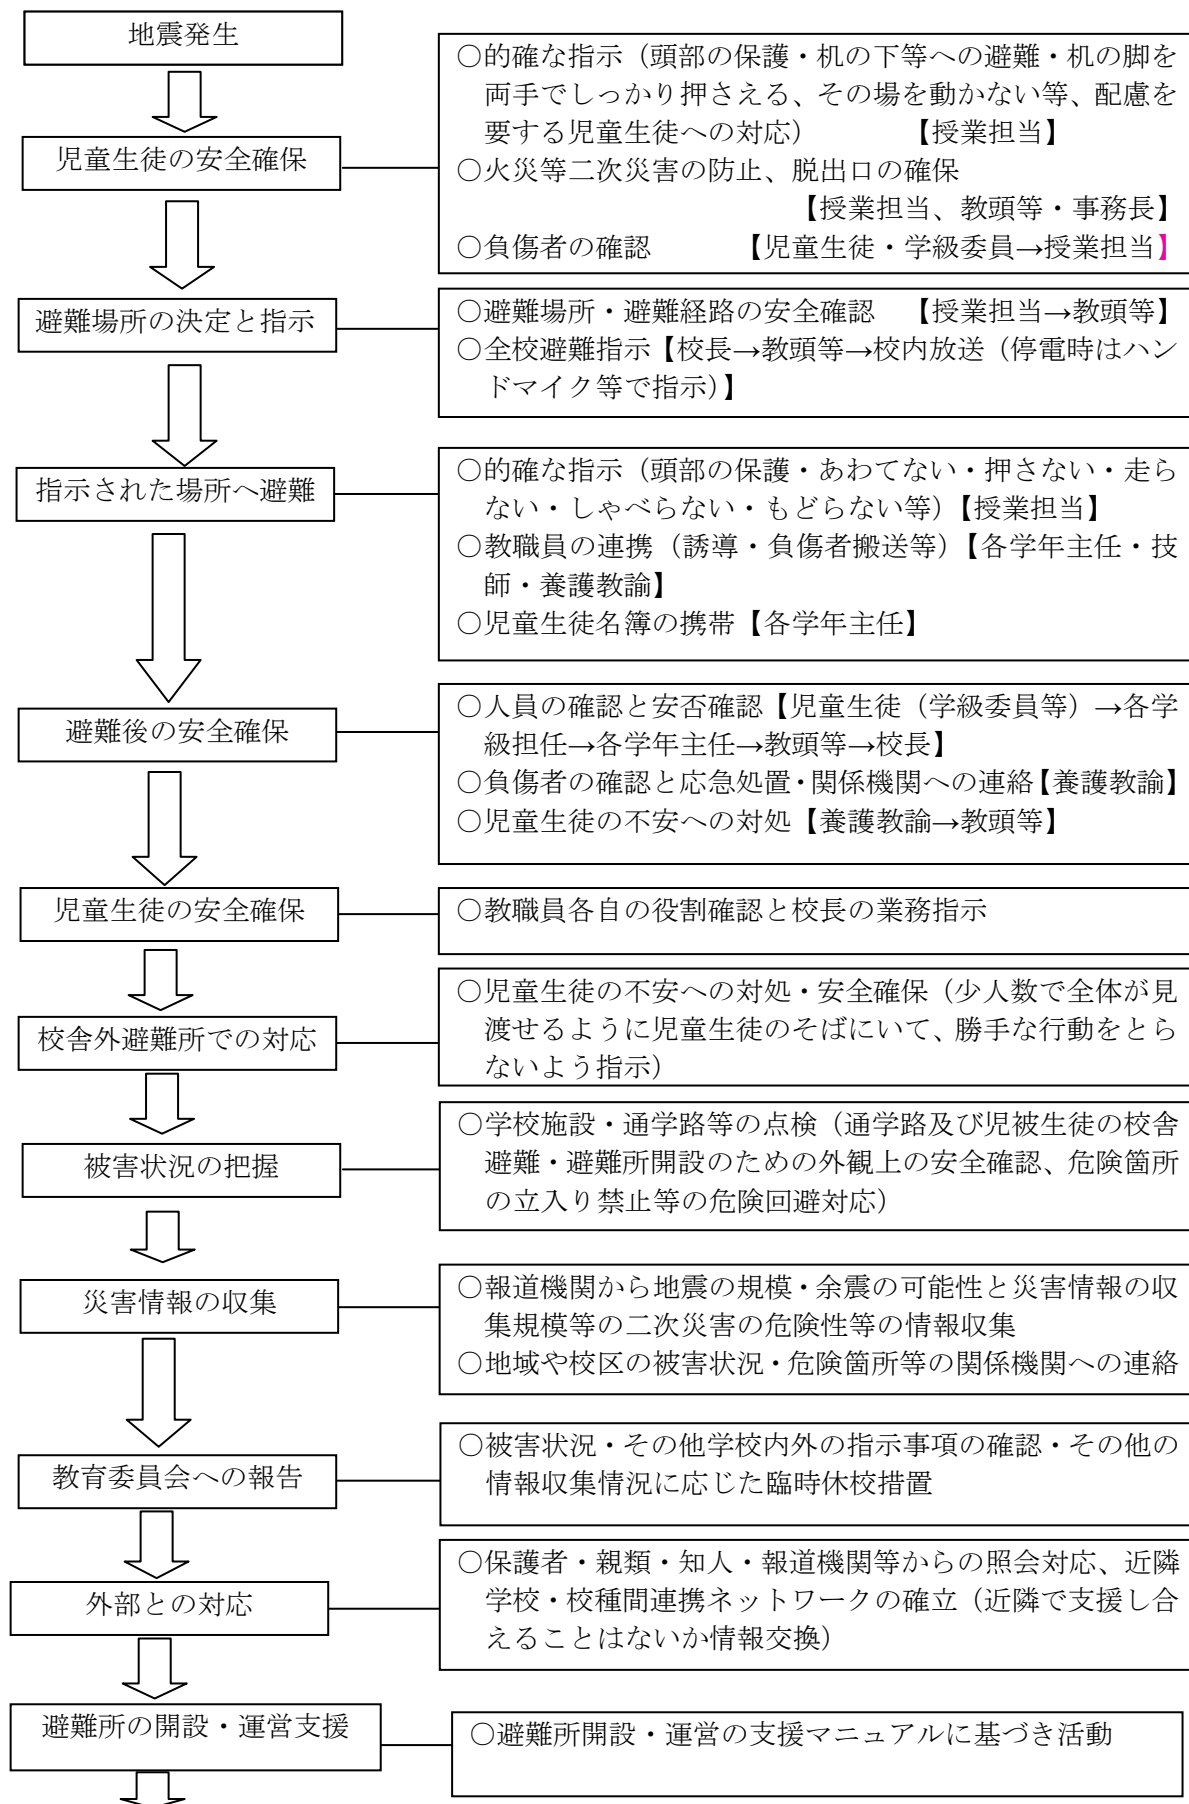 地震発生
児童生徒の安全確保
○的確な指示（頭部の保護・机の下等への避難・机の脚を
両手でしっかり押さえる、その場を動かない等、配慮を
要する児童生徒への対応）　【授業担当】
○火災等二次災害の防止、脱出口の確保
【授業担当、教頭等・事務長】
○負傷者の確認　【児童生徒・学級委員→授業担当】
避難場所の決定と指示
○避難場所・避難経路の安全確認　【授業担当→教頭等】
○全校避難指示【校長→教頭等→校内放送（停電時はハン
ドマイク等で指示）】
指示された場所へ避難
○的確な指示（頭部の保護・あわてない・押さない・走ら
ない・しゃべらない・もどらない等）【授業担当】
○教職員の連携（誘導・負傷者搬送等）【各学年主任・技
師・養護教諭】
○児童生徒名簿の携帯【各学年主任】
避難後の安全確保
○人員の確認と安否確認【児童生徒（学級委員等）→各学
級担任→各学年主任→教頭等→校長】
○負傷者の確認と応急処置・関係機関への連絡【養護教諭】
○児童生徒の不安への対処【養護教諭→教頭等】
児童生徒の安全確保
○教職員各自の役割確認と校長の業務指示
校舎外避難所での対応
○児童生徒の不安への対処・安全確保（少人数で全体が見
渡せるように児童生徒のそばにいて、勝手な行動をとら
ないよう指示）
被害状況の把握
○学校施設・通学路等の点検（通学路及び児被生徒の校舎
避難・避難所開設のための外観上の安全確認、危険箇所
の立入り禁止等の危険回避対応）
災害情報の収集
○報道機関から地震の規模・余震の可能性と災害情報の収
集規模等の二次災害の危険性等の情報収集
○地域や校区の被害状況・危険箇所等の関係機関への連絡
教育委員会への報告
○被害状況・その他学校内外の指示事項の確認・その他の
情報収集情況に応じた臨時休校措置
外部との対応
○保護者・親類・知人・報道機関等からの照会対応、近隣
学校・校種間連携ネットワークの確立（近隣で支援し合
えることはないか情報交換）
避難所の開設・運営支援
○避難所開設・運営の支援マニュアルに基づき活動